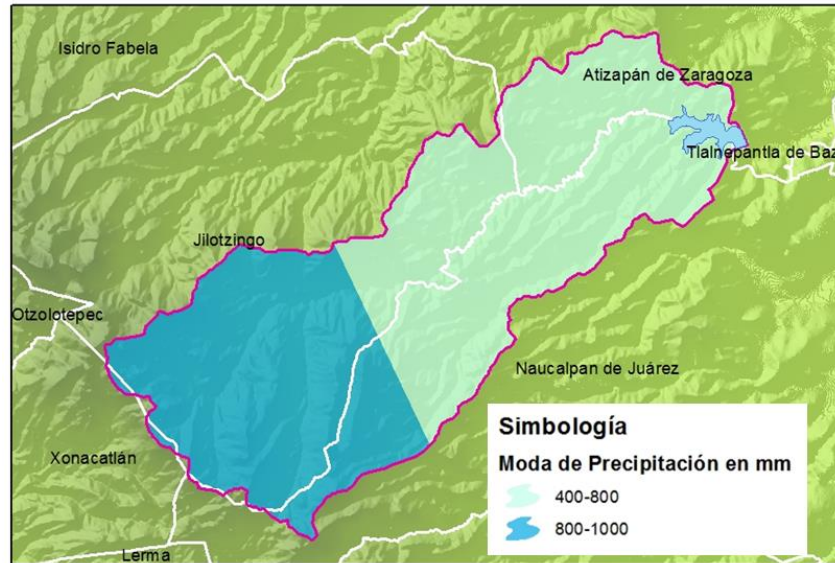 Isidro Fabela
Atizapán de Zaragoza
Tlalnepantla de Baz
Jilotzingo
Otzolotepec
Naucalpan de Juárez
Xonacatlán
Lerma
Simbología
Moda de Precipitación en mm
400-800
800-1000